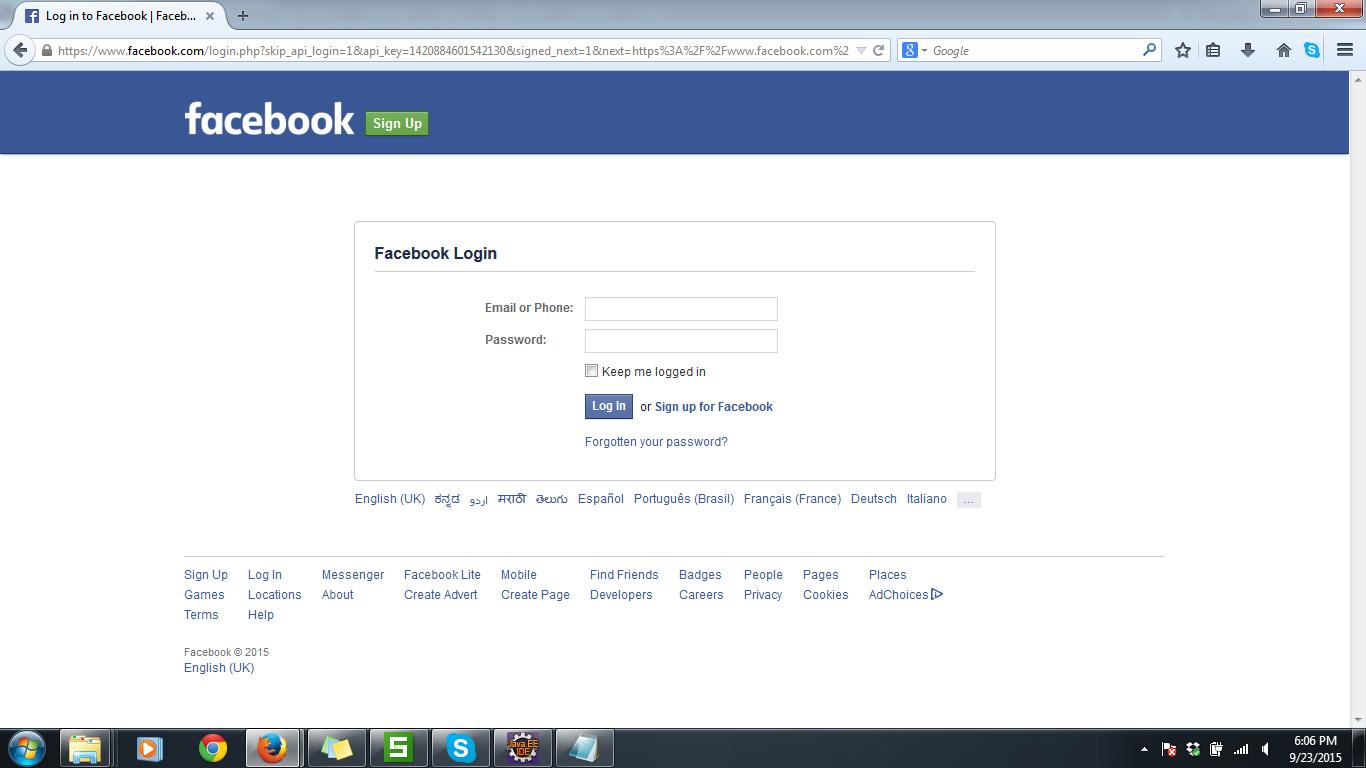 Log in to Facebook | Faceb...
https://www.facebook.com/login.php?skip_api_login=1&api_key=1420884601542130&signed_next=1&next=https%3A%2F%2Fwww.facebook.com%2
Google
facebook Sign Up
Facebook Login
Email or Phone:
Password:
Keep me logged in
Log In or Sign up for Facebook
Forgotten your password?
English (UK) ಕನ್ನಡ اردو मराठी తెలుగు Español Português (Brasil) Français (France) Deutsch Italiano ...
Sign Up Log In Messenger Facebook Lite Mobile Find Friends Badges People Pages Places
Games Locations About Create Advert Create Page Developers Careers Privacy Cookies AdChoices
Terms Help
Facebook © 2015
English (UK)
Java EE
IDE
6:06 PM
9/23/2015